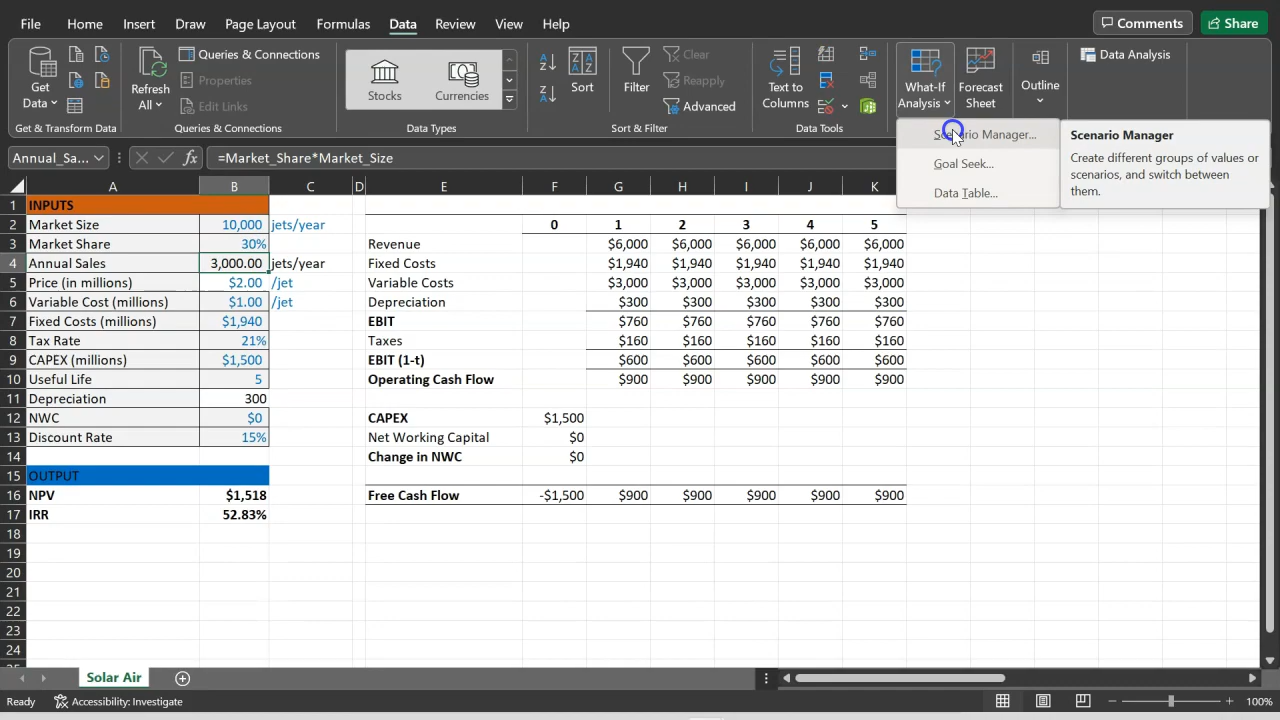 File Home Insert Draw Page Layout Formulas Data Review View Help Comments Share
Get Data
Refresh All
Queries & Connections
Properties
Edit Links
Stocks
Currencies
Sort
Filter
Clear
Reapply
Advanced
Text to Columns
What-If Analysis
Forecast Sheet
Outline
Data Analysis
Get & Transform Data Queries & Connections Data Types Sort & Filter Data Tools
Manager...
Goal Seek...
Data Table...
Scenario Manager
Create different groups of values or
scenarios, and switch between
them.
Annual_Sa... fx =Market_Share*Market_Size
A B C D E F G H I J K
1 INPUTS
2 Market Size 10,000 jets/year 0 1 2 3 4 5
3 Market Share 30% Revenue $6,000 $6,000 $6,000 $6,000 $6,000
4 Annual Sales 3,000.00 jets/year Fixed Costs $1,940 $1,940 $1,940 $1,940 $1,940
5 Price (in millions) $2.00 /jet Variable Costs $3,000 $3,000 $3,000 $3,000 $3,000
6 Variable Cost (millions) $1.00 /jet Depreciation $300 $300 $300 $300 $300
7 Fixed Costs (millions) $1,940 EBIT $760 $760 $760 $760 $760
8 Tax Rate 21% Taxes $160 $160 $160 $160 $160
9 CAPEX (millions) $1,500 EBIT (1-t) $600 $600 $600 $600 $600
10 Useful Life 5 Operating Cash Flow $900 $900 $900 $900 $900
11 Depreciation 300
12 NWC $0 CAPEX $1,500
13 Discount Rate 15% Net Working Capital $0
14 Change in NWC $0
15 OUTPUT
16 NPV $1,518 Free Cash Flow -$1,500 $900 $900 $900 $900 $900
17 IRR 52.83%
18
19
20
21
22
23
24
Solar Air
Ready Accessibility: Investigate 100%